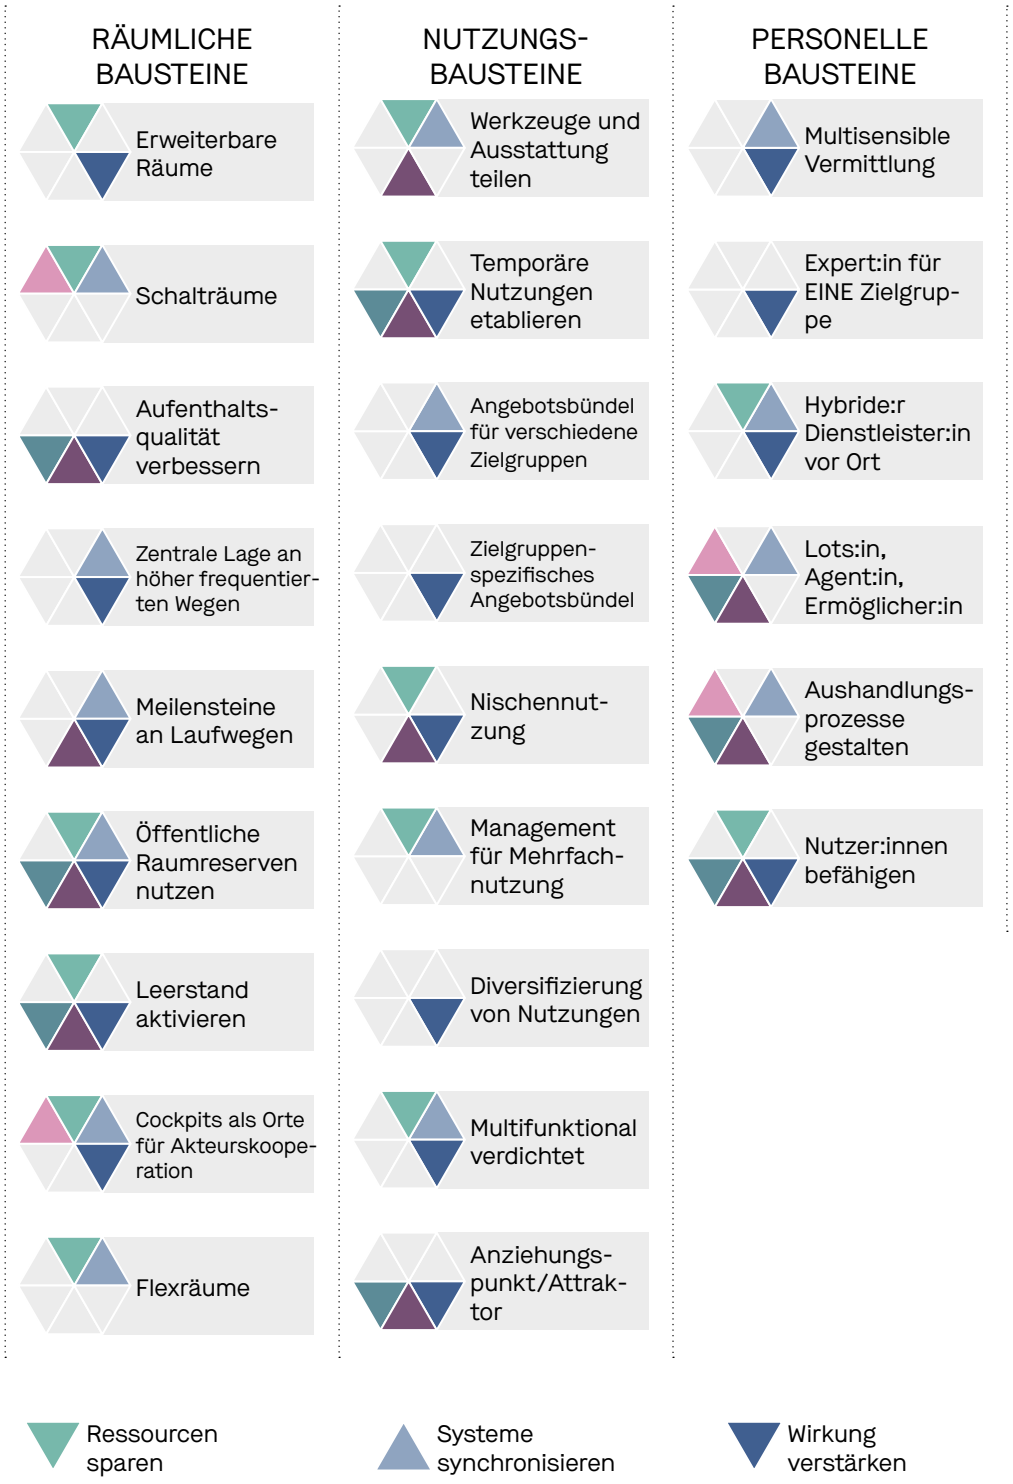 RÄUMLICHE
BAUSTEINE
Erweiterbare
Räume
Schalträume
Aufenthalts-
qualität
verbessern
Zentrale Lage an
höher frequentier-
ten Wegen
Meilensteine
an Laufwegen
Öffentliche
Raumreserven
nutzen
Leerstand
aktivieren
Cockpits als Orte
für Akteurskoope-
ration
Flexräume
NUTZUNGS-
BAUSTEINE
Werkzeuge und
Ausstattung
teilen
Temporäre
Nutzungen
etablieren
Angebotsbündel
für verschiedene
Zielgruppen
Zielgruppen-
spezifisches
Angebotsbündel
Nischennut-
zung
Management
für Mehrfach-
nutzung
Diversifizierung
von Nutzungen
Multifunktional
verdichtet
Anziehungs-
punkt/Attrak-
tor
PERSONELLE
BAUSTEINE
Multisensible
Vermittlung
Expert:in für
EINE Zielgrup-
pe
Hybride:r
Dienstleister:in
vor Ort
Lots:in,
Agent:in,
Ermöglicher:in
Aushandlungs-
prozesse
gestalten
Nutzer:innen
befähigen
Ressourcen
sparen
Systeme
synchronisieren
Wirkung
verstärken